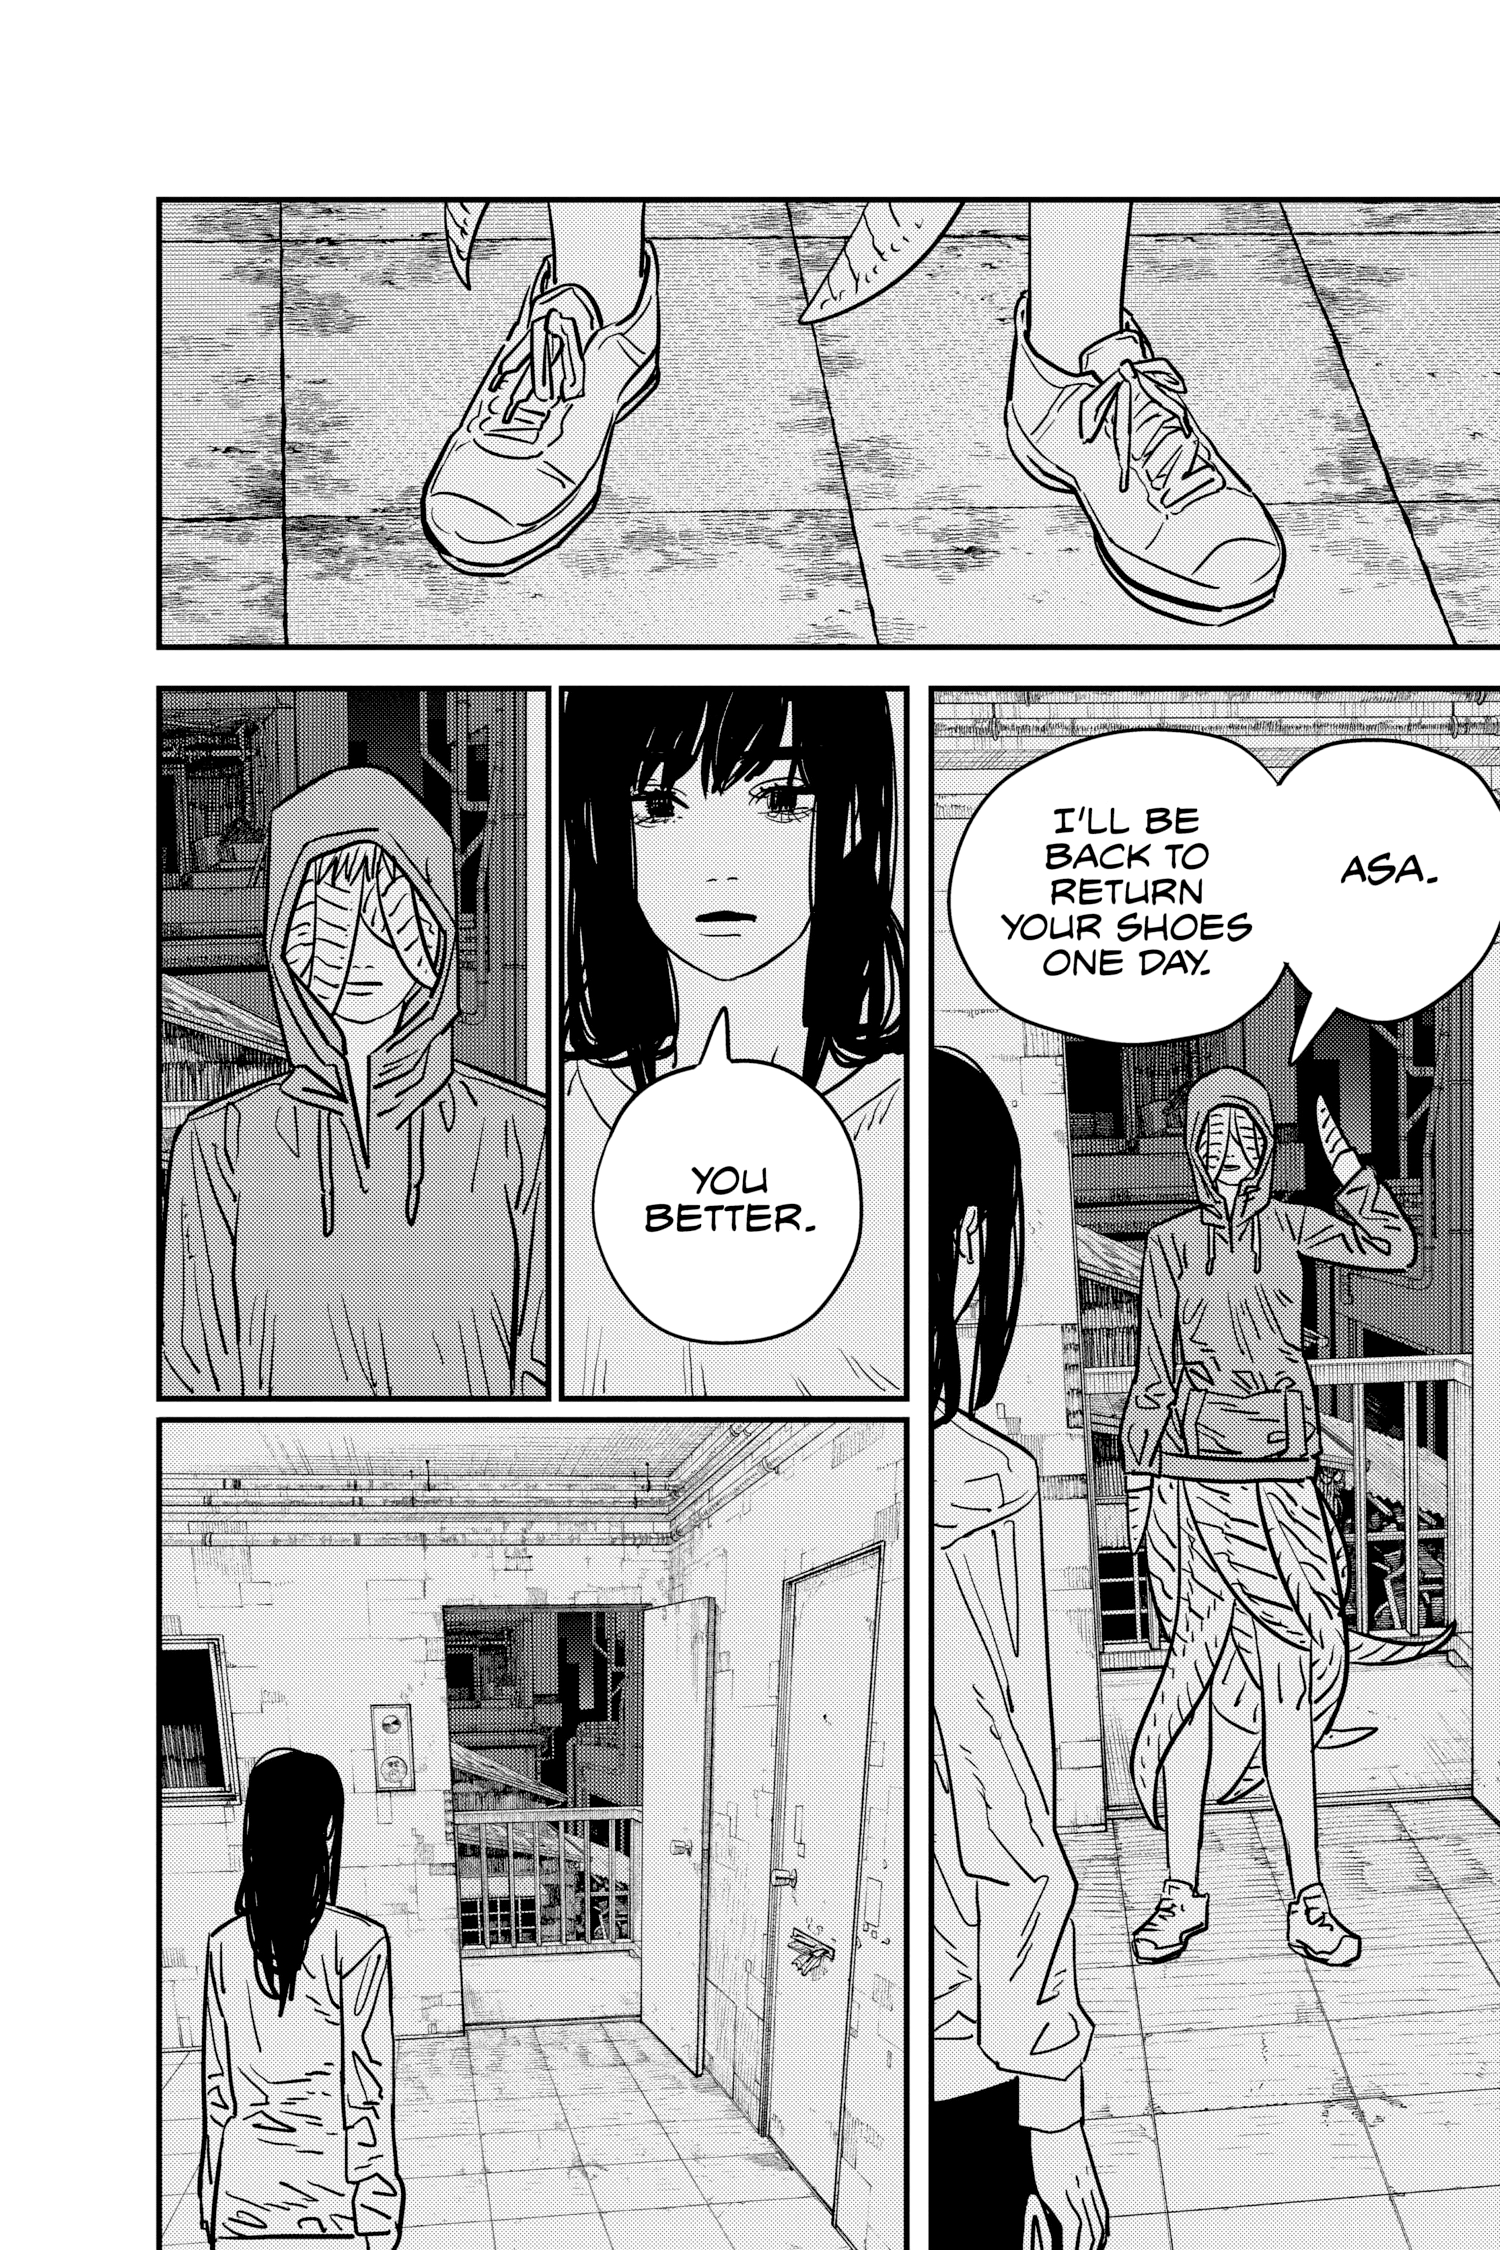 ASA.
I'LL BE
BACK TO
RETURN
YOUR SHOES
ONE DAY.
YOU
BETTER.